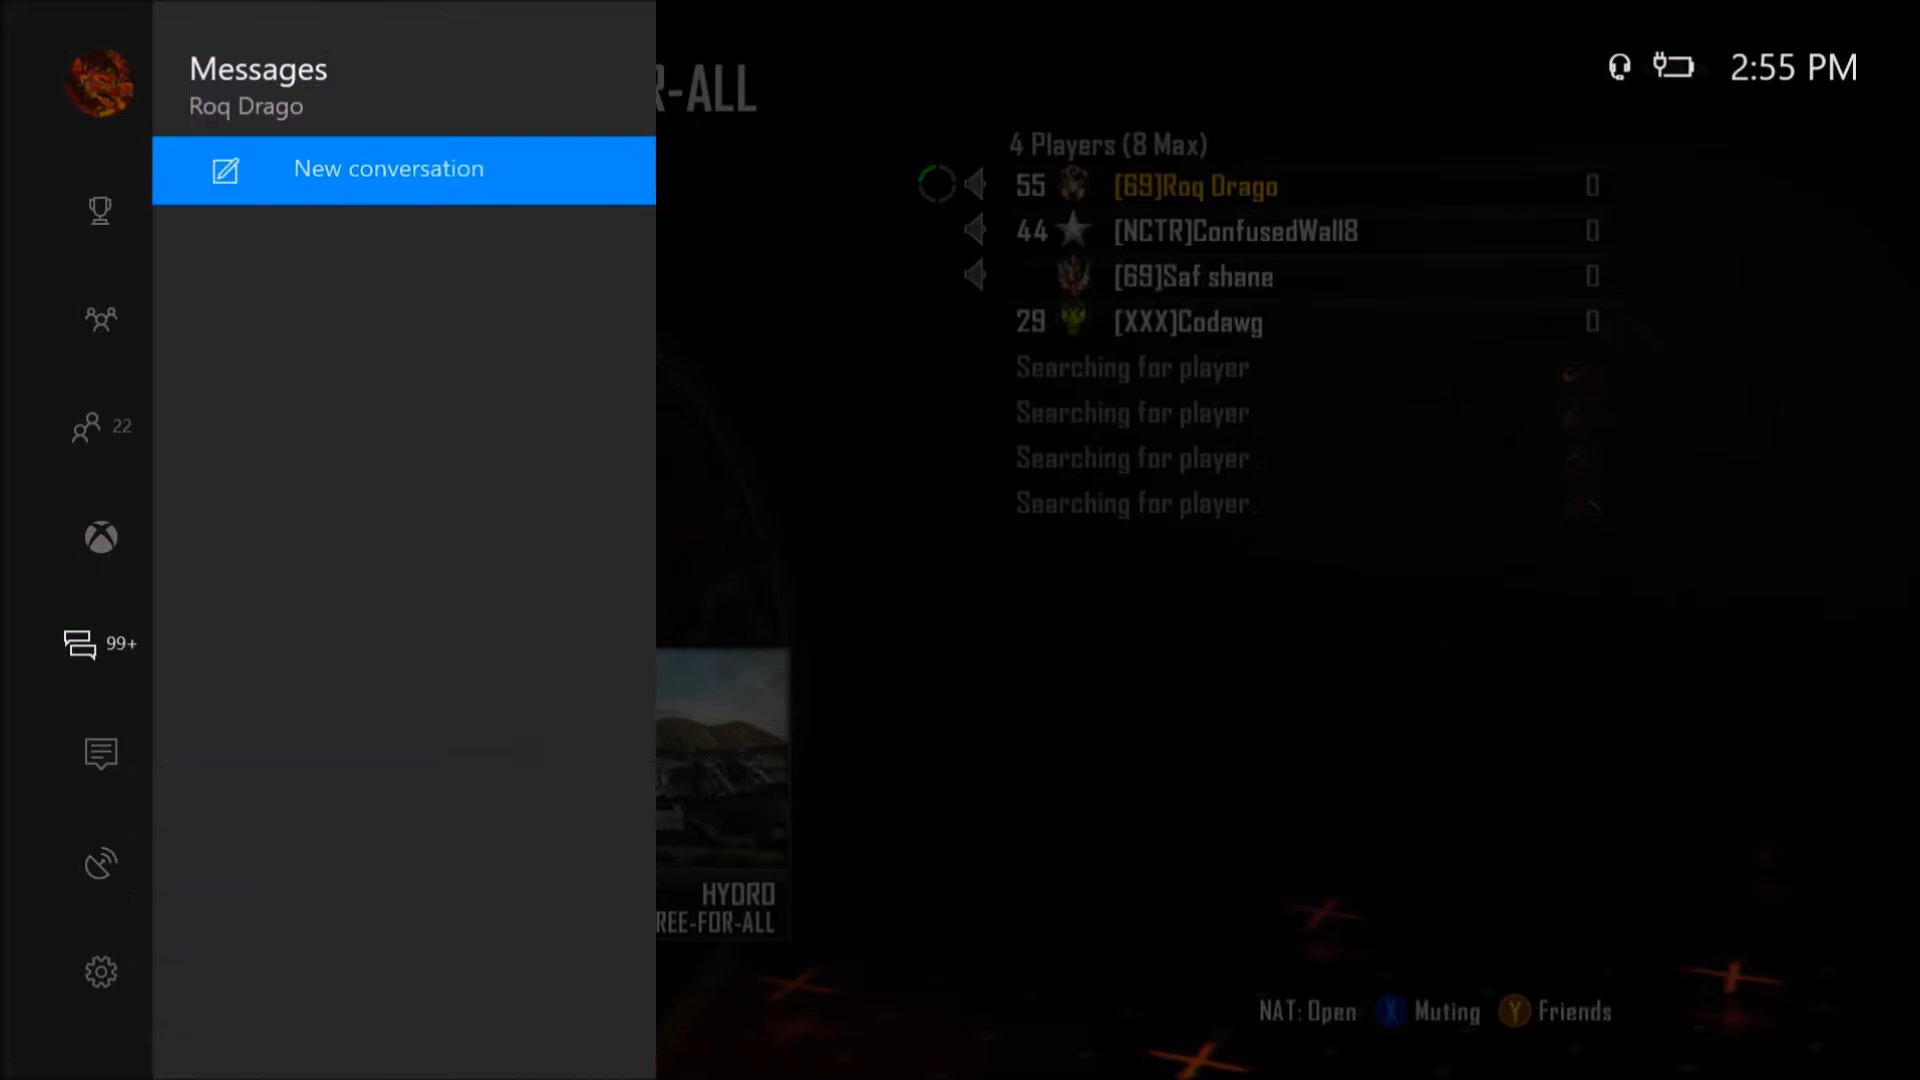 Messages
Roq Drago
New conversation
22
99+
R-ALL
2:55 PM
4 Players (8 Max)
55 [69]Roq Drago 0
44 [NCTR]ConfusedWall8 0
[69]Saf shane 0
29 [XXX]Codawg 0
Searching for player
Searching for player
Searching for player..
Searching for player..
HYDRO
REE-FOR-ALL
NAT: Open X Muting Y Friends